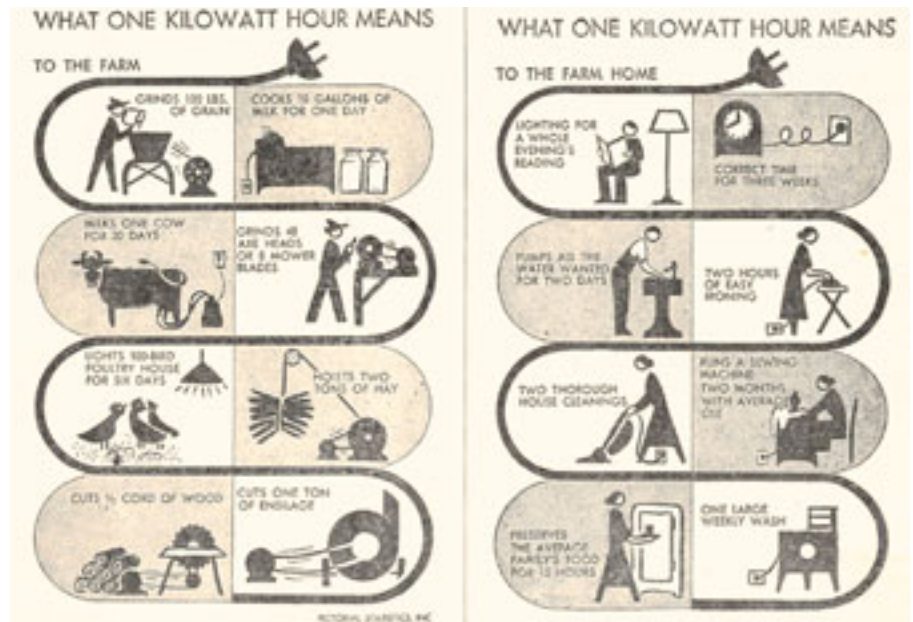 WHAT ONE KILOWATT HOUR MEANS
TO THE FARM
GRINDS 100 LBS.
OF GRAIN
COOLS 10 GALLONS OF
MILK FOR ONE DAY
MILKS ONE COW
FOR 20 DAYS
GRINDS 48
AXE HEADS
OR 8 MOWER
BLADES
LIGHTS
POULTRY HOUSE
FOR SIX DAYS
HOISTS TWO
TONS OF HAY
CUTS ½ CORD OF WOOD
CUTS ONE TON
OF ENSILAGE
PICTORIAL STATISTICS, INC.
WHAT ONE KILOWATT HOUR MEANS
TO THE FARM HOME
LIGHTING FOR
A WHOLE
EVENING'S
READING
CORRECT TIME
FOR THREE WEEKS
PUMPS ALL THE
WATER WANTED
FOR TWO DAYS
TWO HOURS
OF EASY
IRONING
TWO THOROUGH
HOUSE CLEANINGS
RUNS A SEWING
MACHINE
TWO MONTHS
WITH AVERAGE
USE
PRESERVES
THE AVERAGE
FAMILY'S FOOD
FOR 15 HOURS
ONE LARGE
WEEKLY WASH